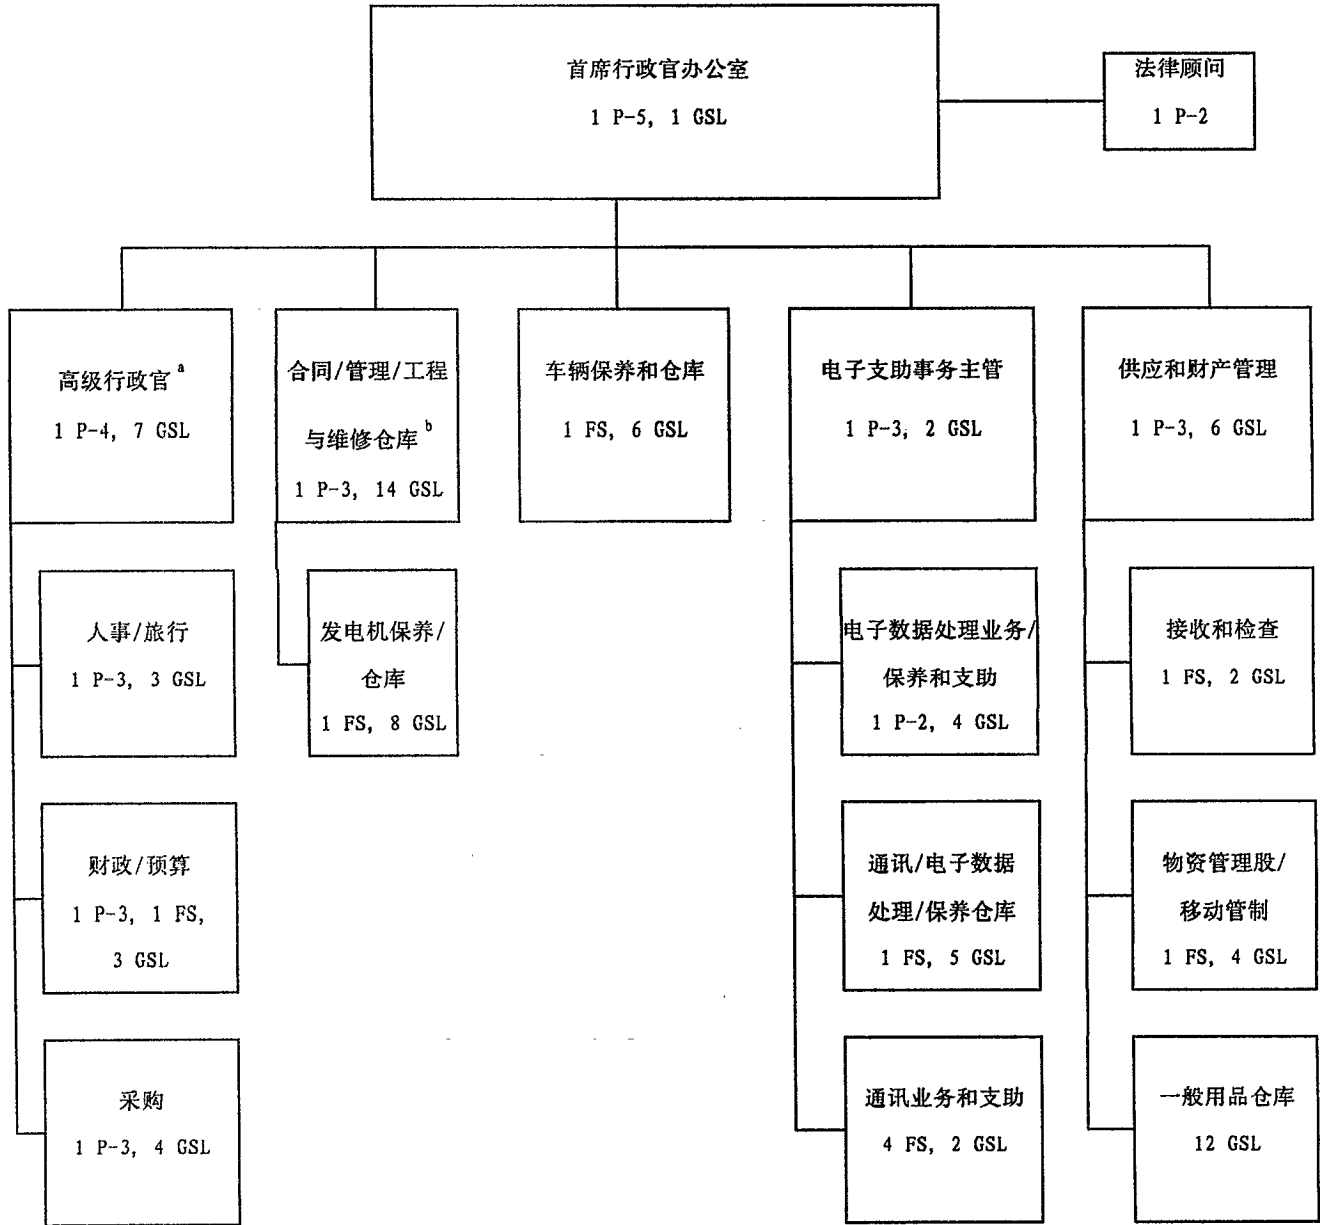 首席行政官办公室
1 P-5, 1 GSL
法律顾问
1 P-2
高级行政官 a
1 P-4, 7 GSL
合同/管理/工程
与维修仓库 b
1 P-3, 14 GSL
车辆保养和仓库
1 FS, 6 GSL
电子支助事务主管
1 P-3, 2 GSL
供应和财产管理
1 P-3, 6 GSL
人事/旅行
1 P-3, 3 GSL
发电机保养/
仓库
1 FS, 8 GSL
电子数据处理业务/
保养和支助
1 P-2, 4 GSL
接收和检查
1 FS, 2 GSL
财政/预算
1 P-3, 1 FS,
3 GSL
通讯/电子数据
处理/保养仓库
1 FS, 5 GSL
物资管理股/
移动管制
1 FS, 4 GSL
采购
1 P-3, 4 GSL
通讯业务和支助
4 FS, 2 GSL
一般用品仓库
12 GSL